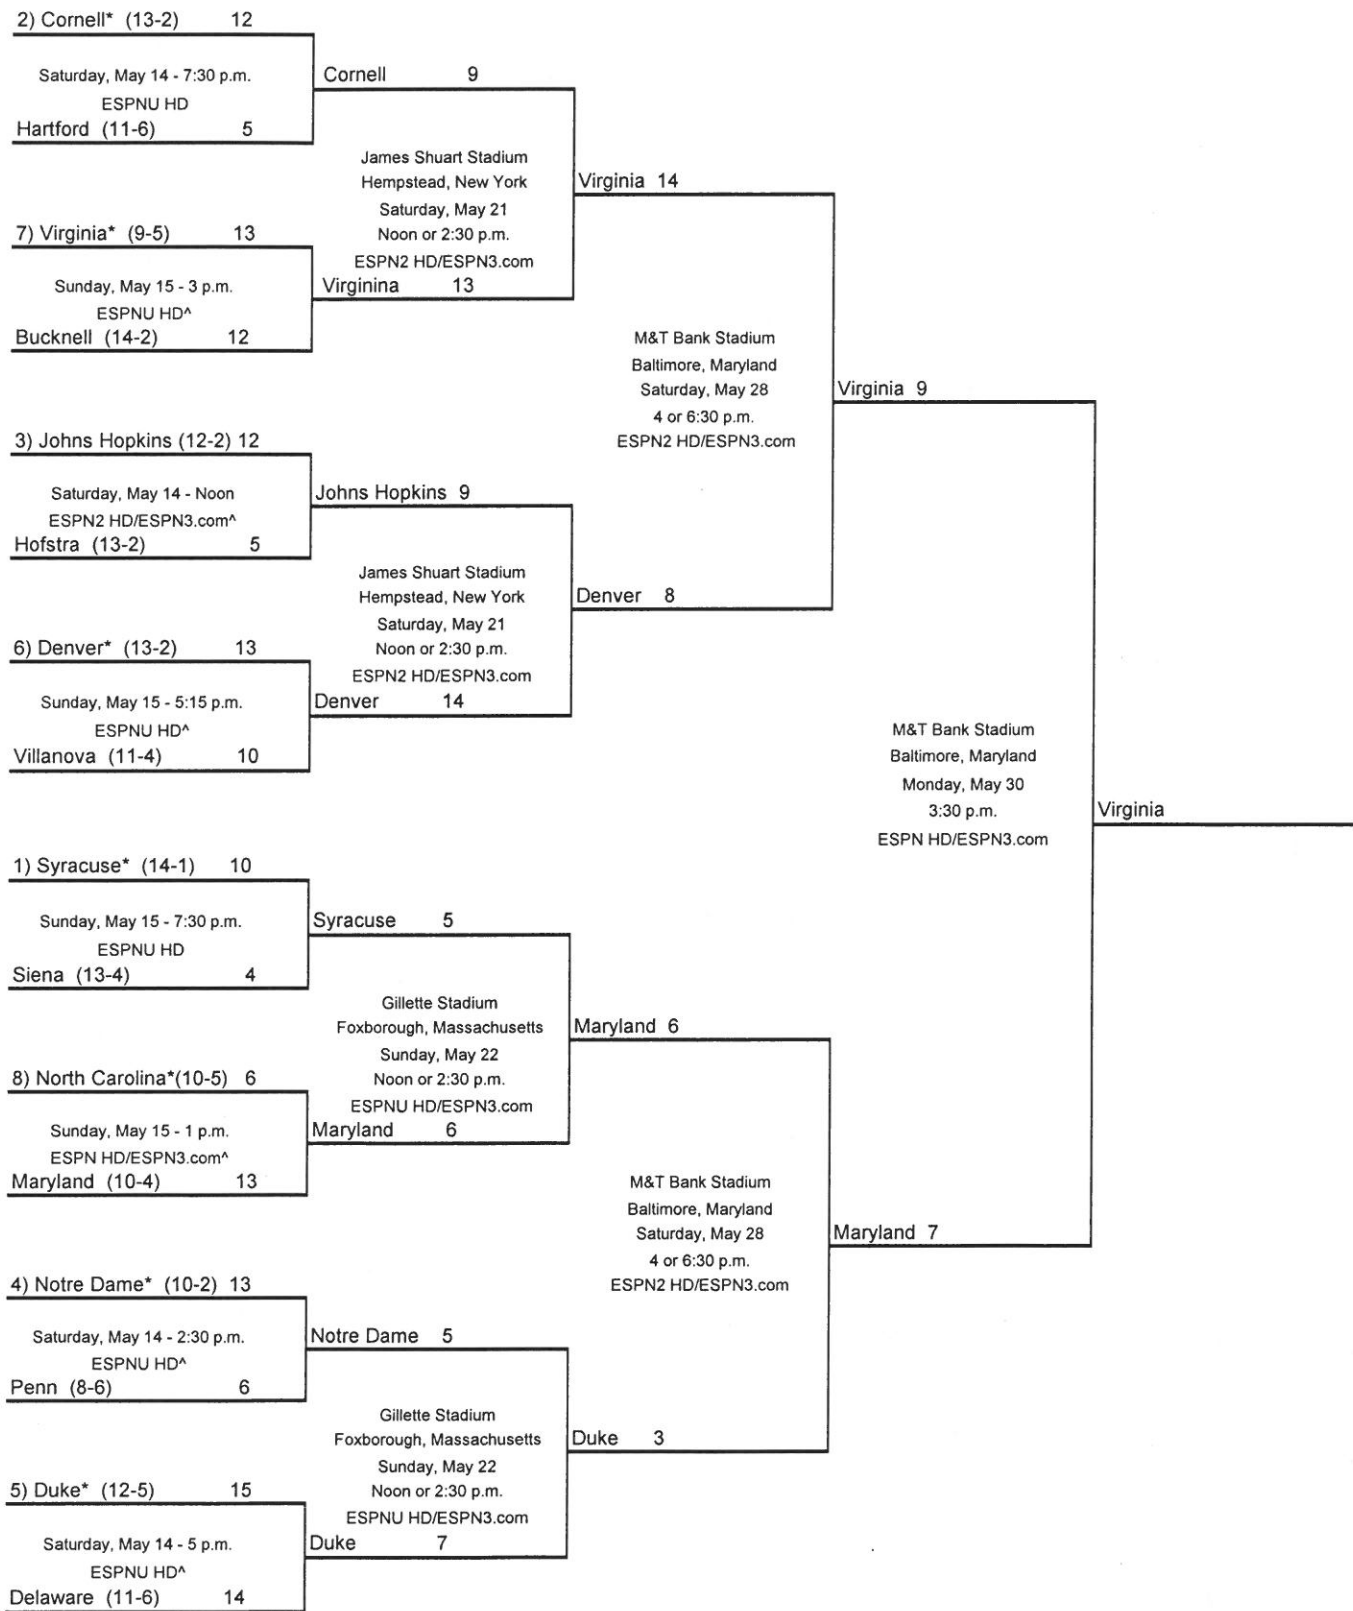 2) Cornell* (13-2) 12
Saturday, May 14 - 7:30 p.m.
ESPNU HD
Hartford (11-6) 5
7) Virginia* (9-5) 13
Sunday, May 15 - 3 p.m.
ESPNU HD^
Bucknell (14-2) 12
3) Johns Hopkins (12-2) 12
Saturday, May 14 - Noon
ESPN2 HD/ESPN3.com^
Hofstra (13-2) 5
6) Denver* (13-2) 13
Sunday, May 15 - 5:15 p.m.
ESPNU HD^
Villanova (11-4) 10
1) Syracuse* (14-1) 10
Sunday, May 15 - 7:30 p.m.
ESPNU HD
Siena (13-4) 4
8) North Carolina*(10-5) 6
Sunday, May 15 - 1 p.m.
ESPN HD/ESPN3.com^
Maryland (10-4) 13
4) Notre Dame* (10-2) 13
Saturday, May 14 - 2:30 p.m.
ESPNU HD^
Penn (8-6) 6
5) Duke* (12-5) 15
Saturday, May 14 - 5 p.m.
ESPNU HD^
Delaware (11-6) 14
Cornell 9
James Shuart Stadium
Hempstead, New York
Saturday, May 21
Noon or 2:30 p.m.
ESPN2 HD/ESPN3.com
Virginina 13
Johns Hopkins 9
James Shuart Stadium
Hempstead, New York
Saturday, May 21
Noon or 2:30 p.m.
ESPN2 HD/ESPN3.com
Denver 14
Syracuse 5
Gillette Stadium
Foxborough, Massachusetts
Sunday, May 22
Noon or 2:30 p.m.
ESPNU HD/ESPN3.com
Maryland 6
Notre Dame 5
Gillette Stadium
Foxborough, Massachusetts
Sunday, May 22
Noon or 2:30 p.m.
ESPNU HD/ESPN3.com
Duke 7
Virginia 14
M&T Bank Stadium
Baltimore, Maryland
Saturday, May 28
4 or 6:30 p.m.
ESPN2 HD/ESPN3.com
Denver 8
Maryland 6
M&T Bank Stadium
Baltimore, Maryland
Saturday, May 28
4 or 6:30 p.m.
ESPN2 HD/ESPN3.com
Duke 3
Virginia 9
M&T Bank Stadium
Baltimore, Maryland
Monday, May 30
3:30 p.m.
ESPN HD/ESPN3.com
Maryland 7
Virginia